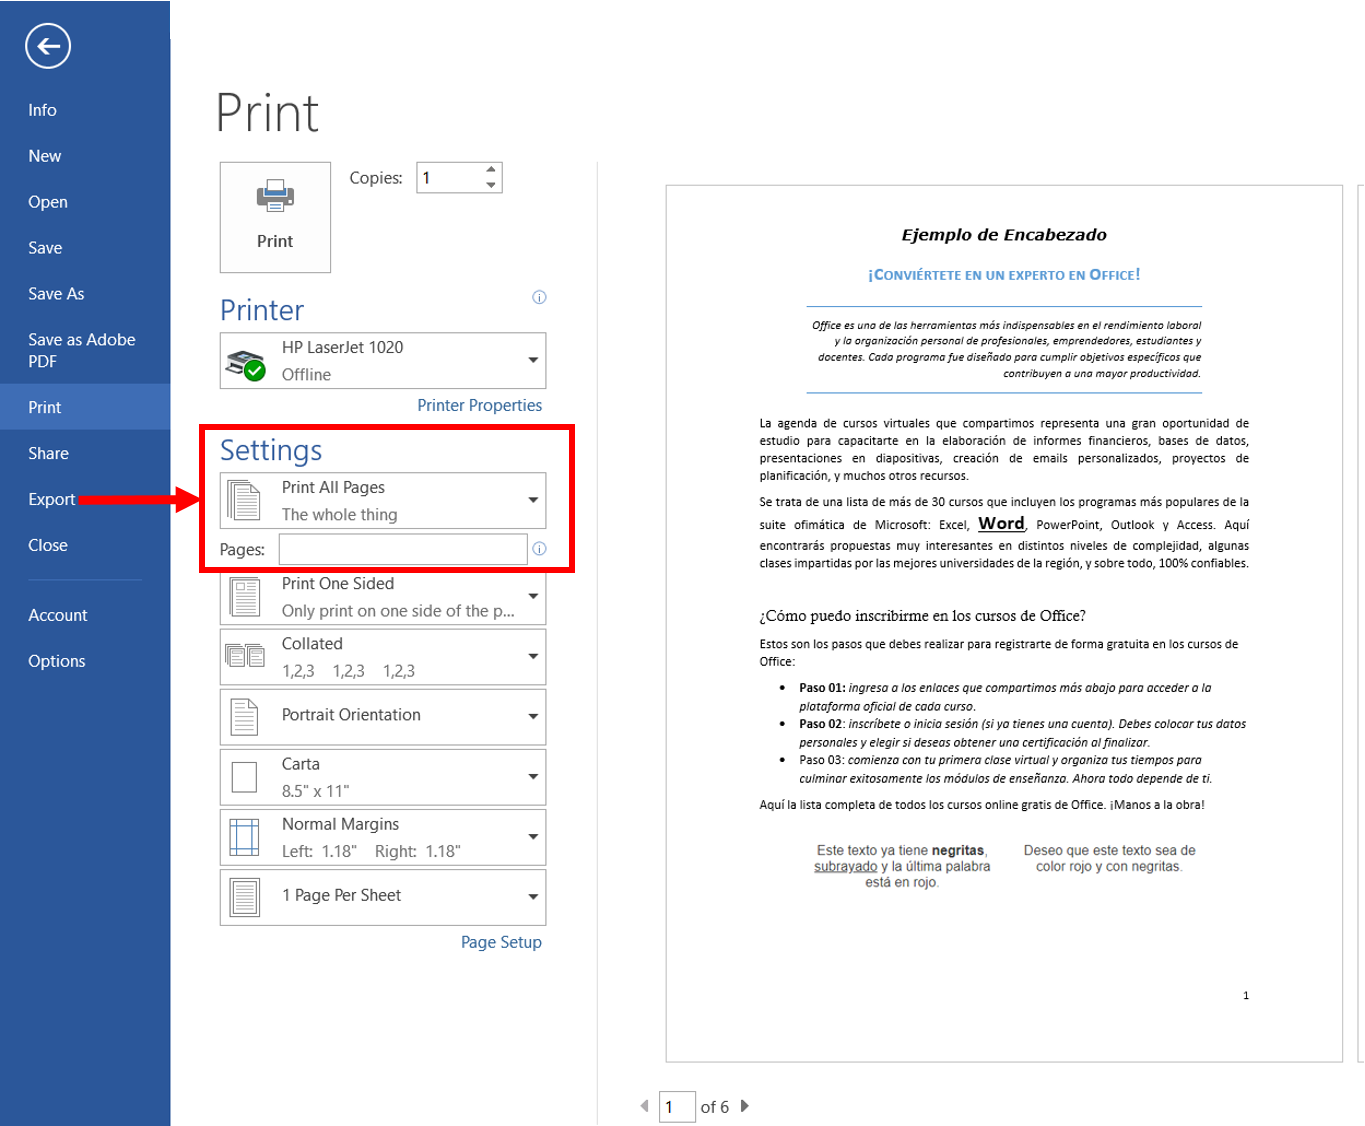 Info
New
Open
Save
Save As
Save as Adobe
PDF
Print
Share
Export
Close
Account
Options
Print
Print
Copies:
1
Printer
HP LaserJet 1020
Offline
Printer Properties
Settings
Print All Pages
The whole thing
Pages:
Print One Sided
Only print on one side of the p...
Collated
1,2,3 1,2,3 1,2,3
Portrait Orientation
Carta
8.5" x 11"
Normal Margins
Left: 1.18" Right: 1.18"
1 Page Per Sheet
Page Setup
Ejemplo de Encabezado
¡Conviértete en un experto en Office!
Office es una de las herramientas más indispensables en el rendimiento laboral
y la organización personal de profesionales, emprendedores, estudiantes y
docentes. Cada programa fue diseñado para cumplir objetivos específicos que
contribuyen a una mayor productividad.
La agenda de cursos virtuales que compartimos representa una gran oportunidad de
estudio para capacitarte en la elaboración de informes financieros, bases de datos,
presentaciones en diapositivas, creación de emails personalizados, proyectos de
planificación, y muchos otros recursos.
Se trata de una lista de más de 30 cursos que incluyen los programas más populares de la
suite ofimática de Microsoft: Excel, Word, PowerPoint, Outlook y Access. Aquí
encontrarás propuestas muy interesantes en distintos niveles de complejidad, algunas
clases impartidas por las mejores universidades de la región, y sobre todo, 100% confiables.
¿Cómo puedo inscribirme en los cursos de Office?
Estos son los pasos que debes realizar para registrarte de forma gratuita en los cursos de
Office:
• Paso 01: ingresa a los enlaces que compartimos más abajo para acceder a la
plataforma oficial de cada curso.
• Paso 02: inscríbete o inicia sesión (si ya tienes una cuenta). Debes colocar tus datos
personales y elegir si deseas obtener una certificación al finalizar.
• Paso 03: comienza con tu primera clase virtual y organiza tus tiempos para
culminar exitosamente los módulos de enseñanza. Ahora todo depende de ti.
Aquí la lista completa de todos los cursos online gratis de Office. ¡Manos a la obra!
Este texto ya tiene negritas,
subrayado y la última palabra
está en rojo.
Deseo que este texto sea de
color rojo y con negritas.
1
1 of 6